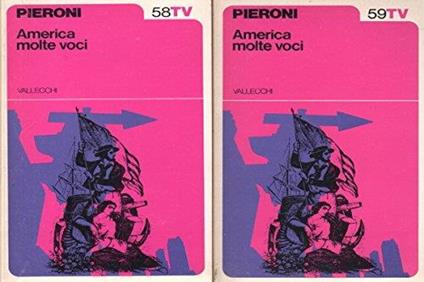 PIERONI
58TV
America
molte voci
VALLECCHI
PIERONI
59TV
America
molte voci
VALLECCHI